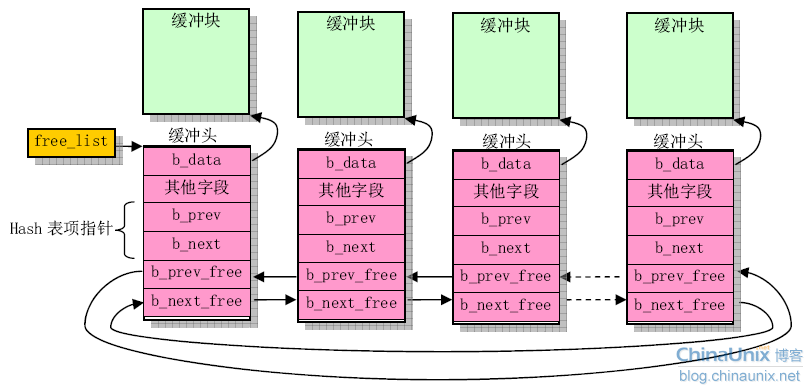 缓冲块
缓冲块
缓冲块
缓冲块
free_list
缓冲头
缓冲头
缓冲头
缓冲头
b_data
b_data
b_data
b_data
其他字段
其他字段
其他字段
其他字段
Hash 表项指针
b_prev
b_prev
b_prev
b_prev
b_next
b_next
b_next
b_next
b_prev_free
b_prev_free
b_prev_free
b_prev_free
b_next_free
b_next_free
b_next_free
b_next_free
ChinaUnix 博客
blog.chinaunix.net